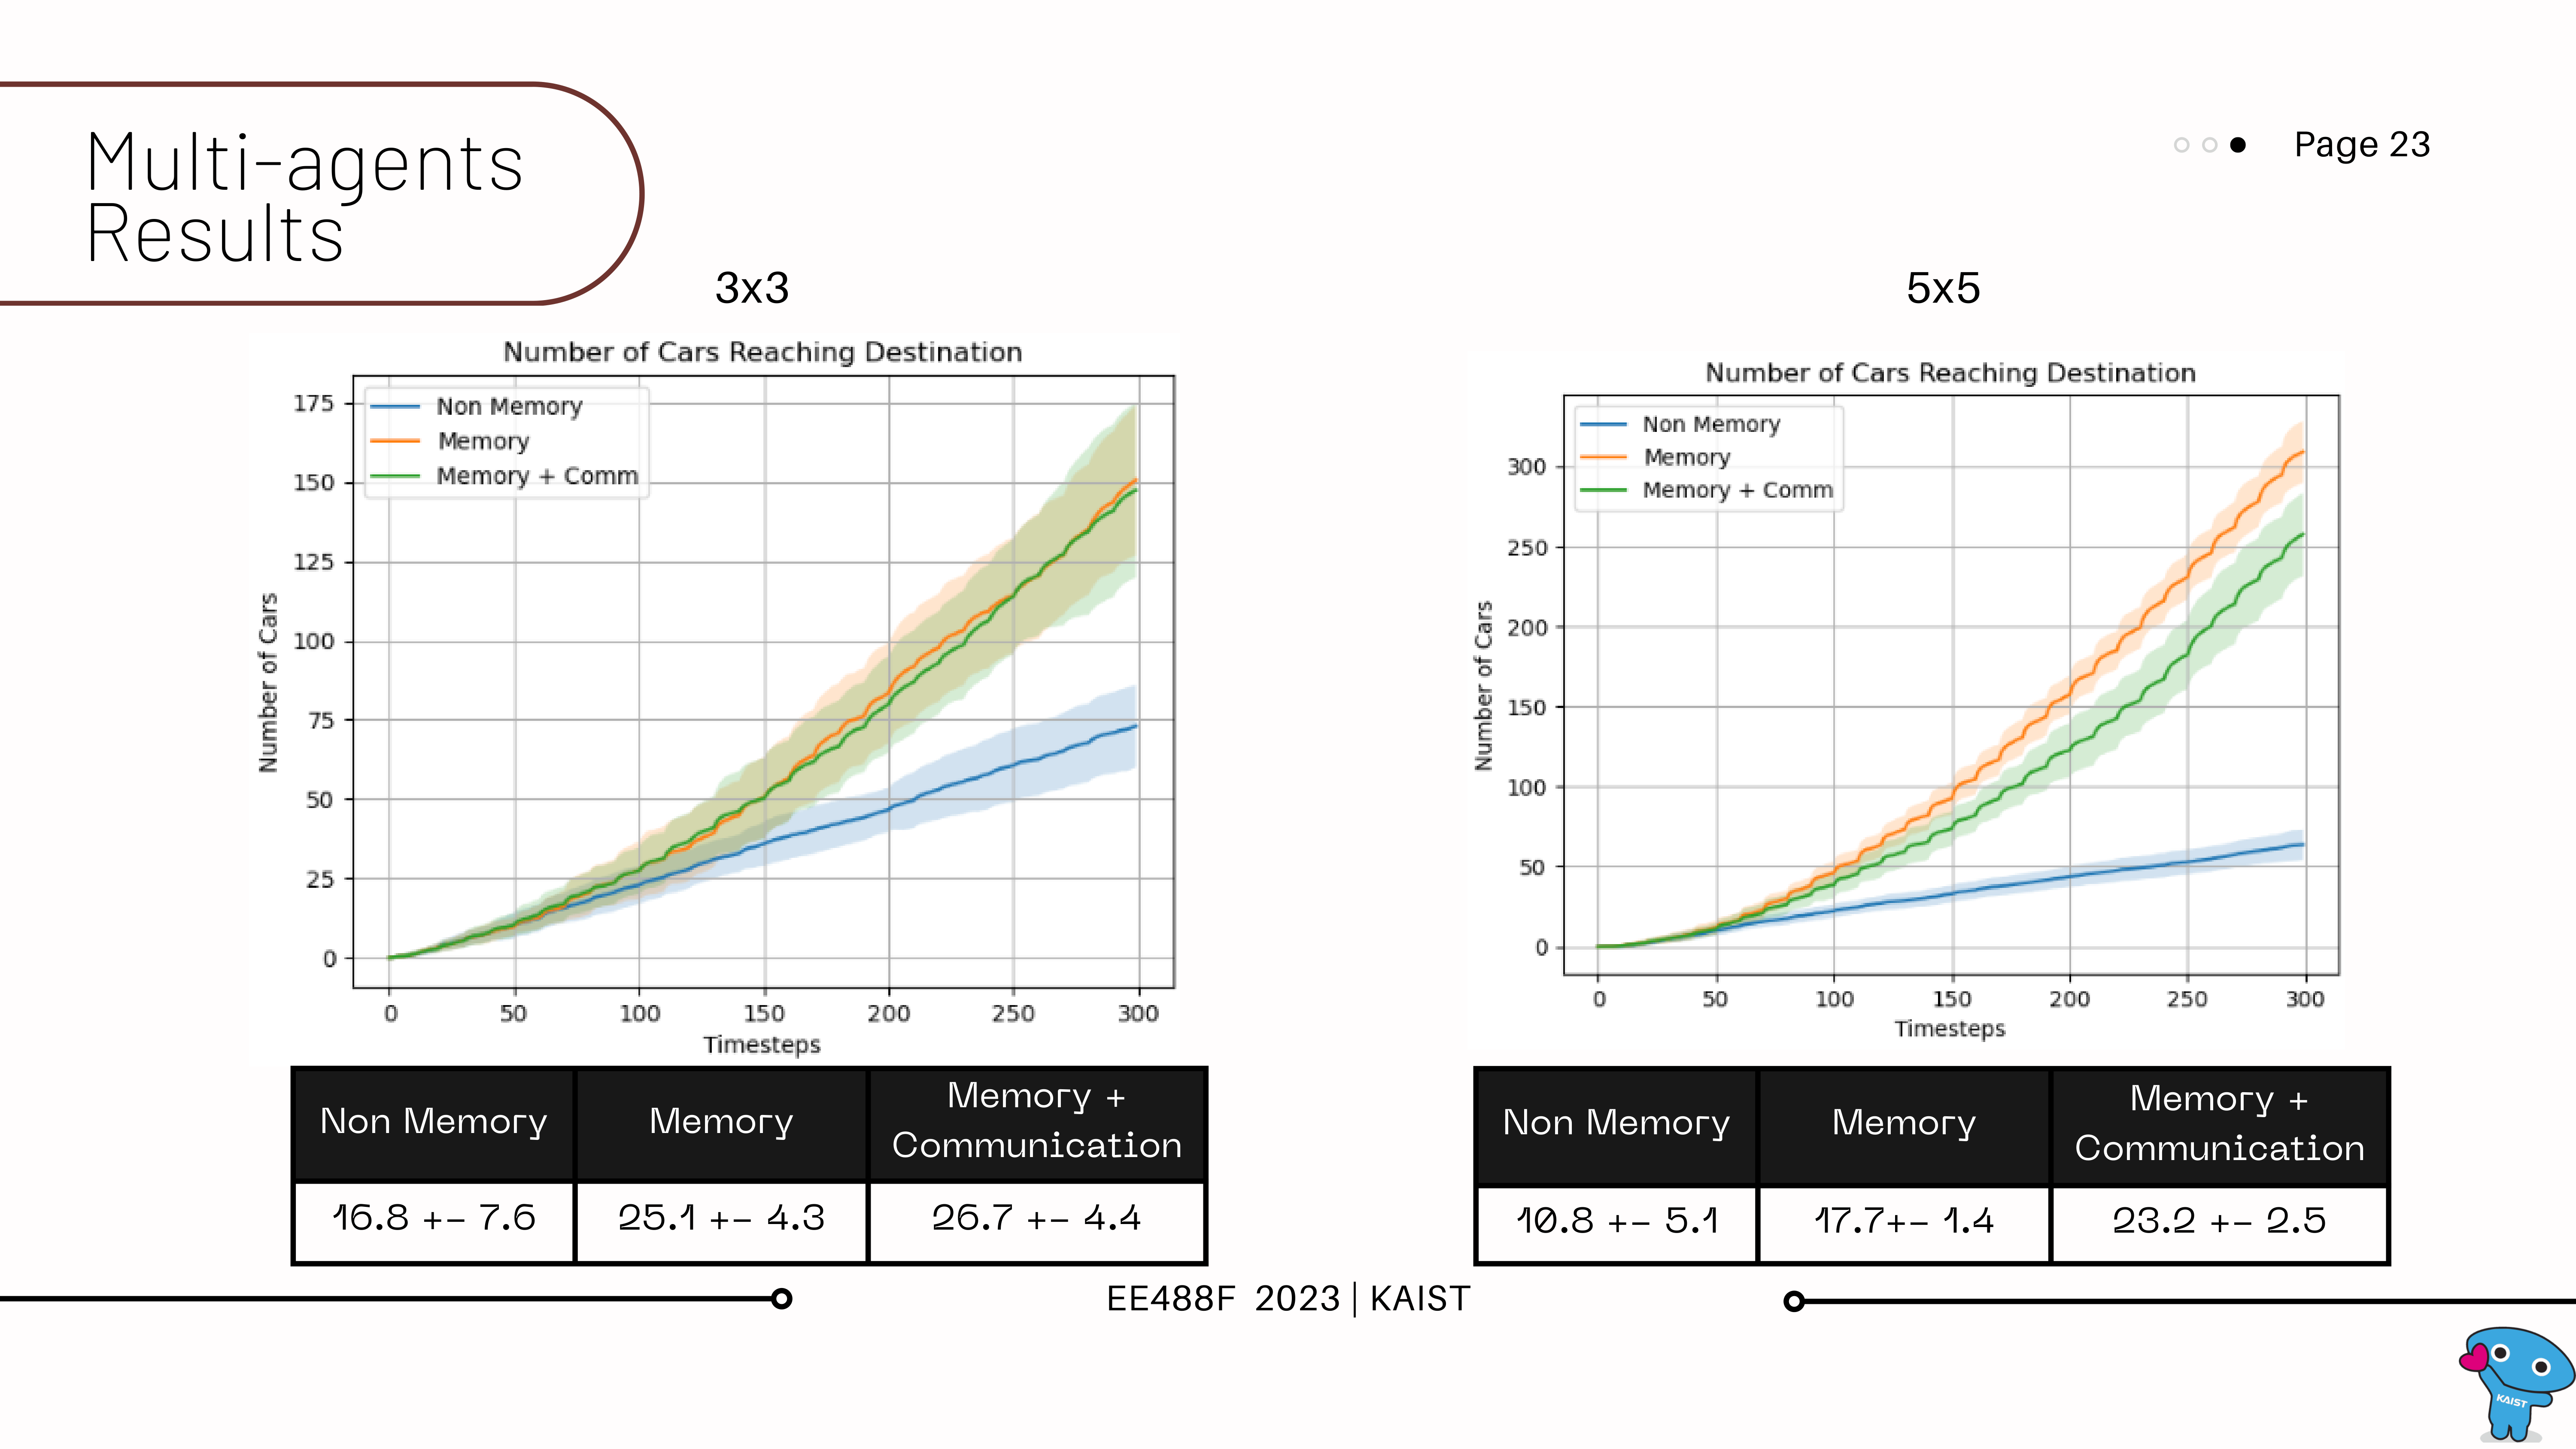 Multi-agents
Results
Page 23
3x3
Number of Cars Reaching Destination
Non Memory
Memory
Memory + Comm
175
150
125
100
75
50
25
0
Number of Cars
0 50 100 150 200 250 300
Timesteps
Non Memory Memory Memory +
Communication
16.8 +- 7.6 25.1 +- 4.3 26.7 +- 4.4
5x5
Number of Cars Reaching Destination
Non Memory
Memory
Memory + Comm
300
250
200
150
100
50
0
Number of Cars
0 50 100 150 200 250 300
Timesteps
Non Memory Memory Memory +
Communication
10.8 +- 5.1 17.7+- 1.4 23.2 +- 2.5
EE488F 2023 | KAIST
KAIST